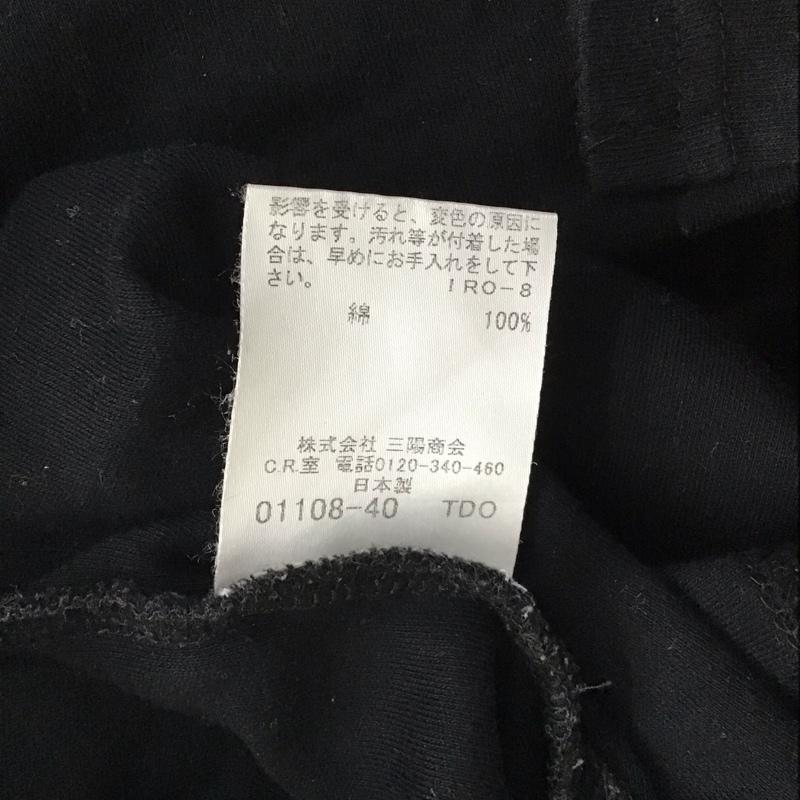 影響を受けると、変色の原因に
なります。汚れ等が付着した場
合は、早めにお手入れをして下
さい。 IRO-8
綿 100%
株式会社 三陽商会
C.R.室 電話0120-340-460
日本製
01108-40 TDO